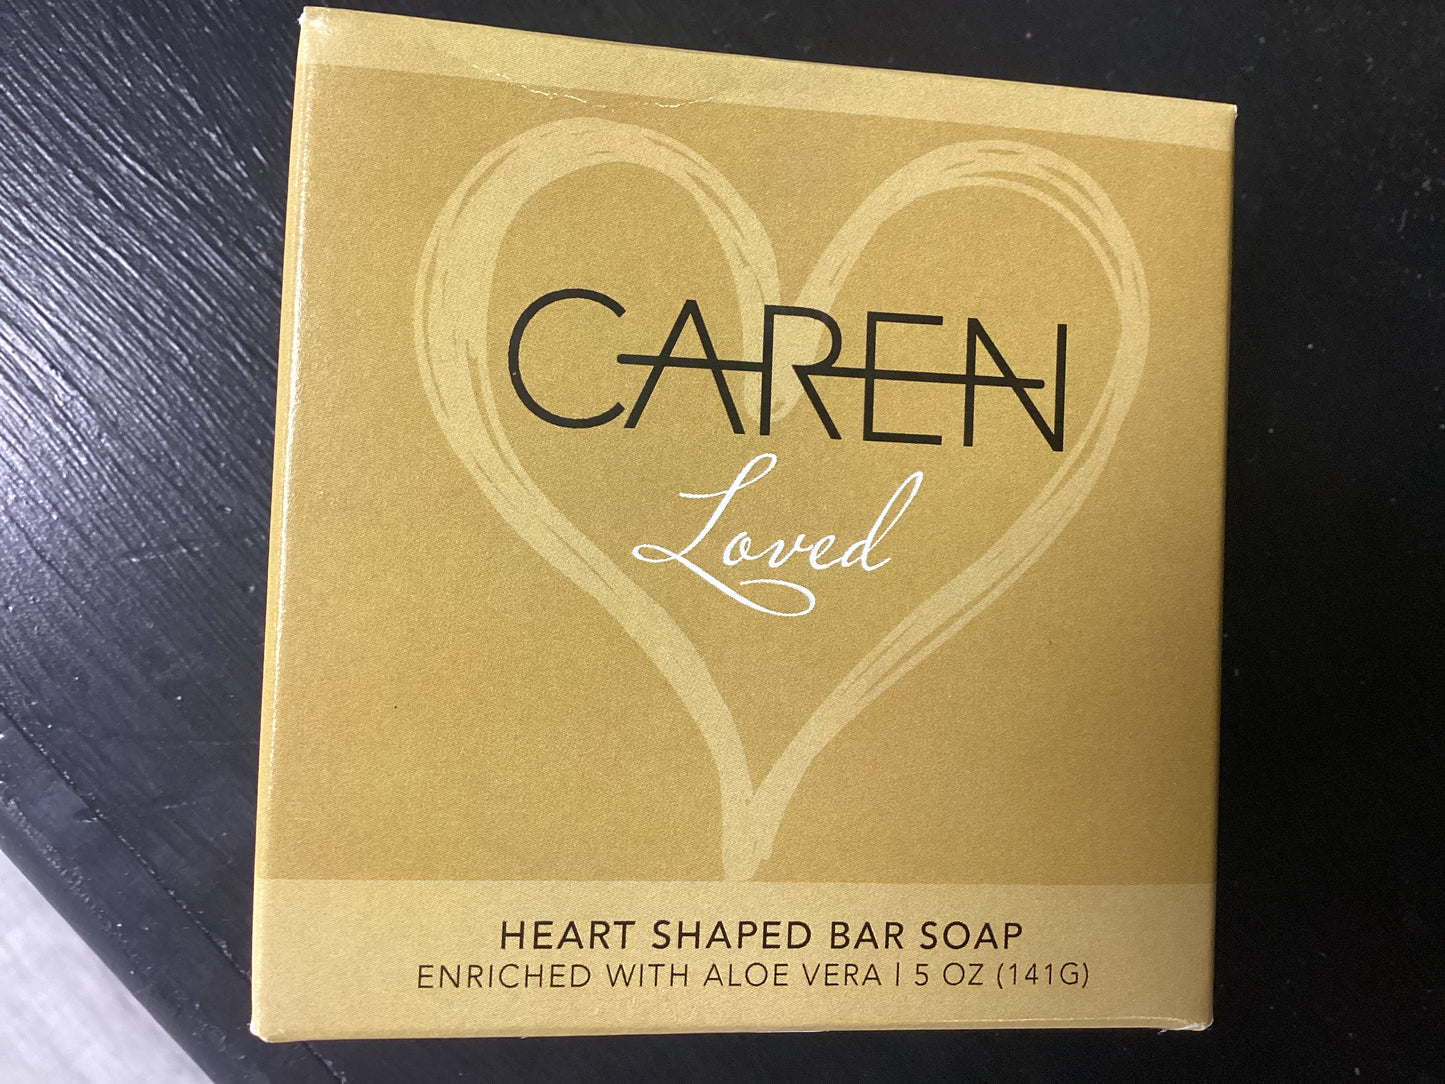 CAREN
Loved
HEART SHAPED BAR SOAP
ENRICHED WITH ALOE VERA | 5 OZ (141G)